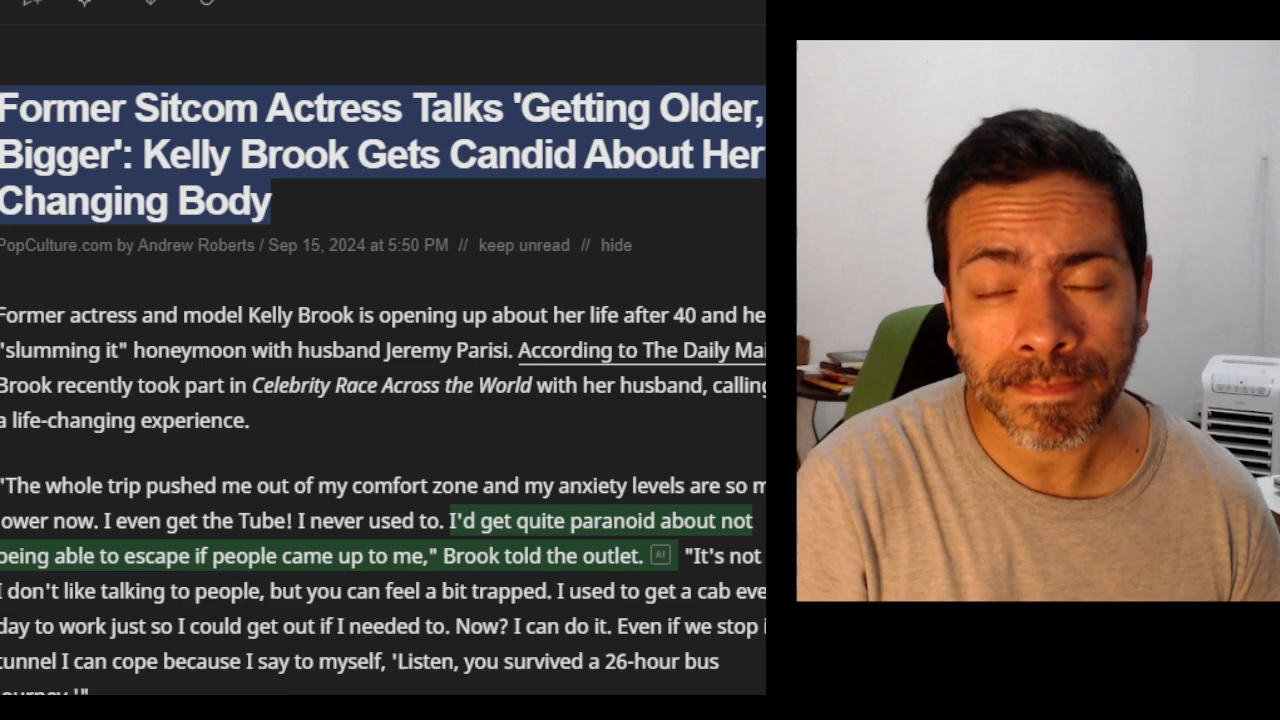 Former Sitcom Actress Talks 'Getting Older,
Bigger': Kelly Brook Gets Candid About Her
Changing Body
PopCulture.com by Andrew Roberts / Sep 15, 2024 at 5:50 PM // keep unread // hide
Former actress and model Kelly Brook is opening up about her life after 40 and he
"slumming it" honeymoon with husband Jeremy Parisi. According to The Daily Mai
Brook recently took part in Celebrity Race Across the World with her husband, calling
a life-changing experience.
"The whole trip pushed me out of my comfort zone and my anxiety levels are so m
lower now. I even get the Tube! I never used to. I'd get quite paranoid about not
being able to escape if people came up to me," Brook told the outlet. AI "It's not
I don't like talking to people, but you can feel a bit trapped. I used to get a cab eve
day to work just so I could get out if I needed to. Now? I can do it. Even if we stop i
tunnel I can cope because I say to myself, 'Listen, you survived a 26-hour bus
journey.'"